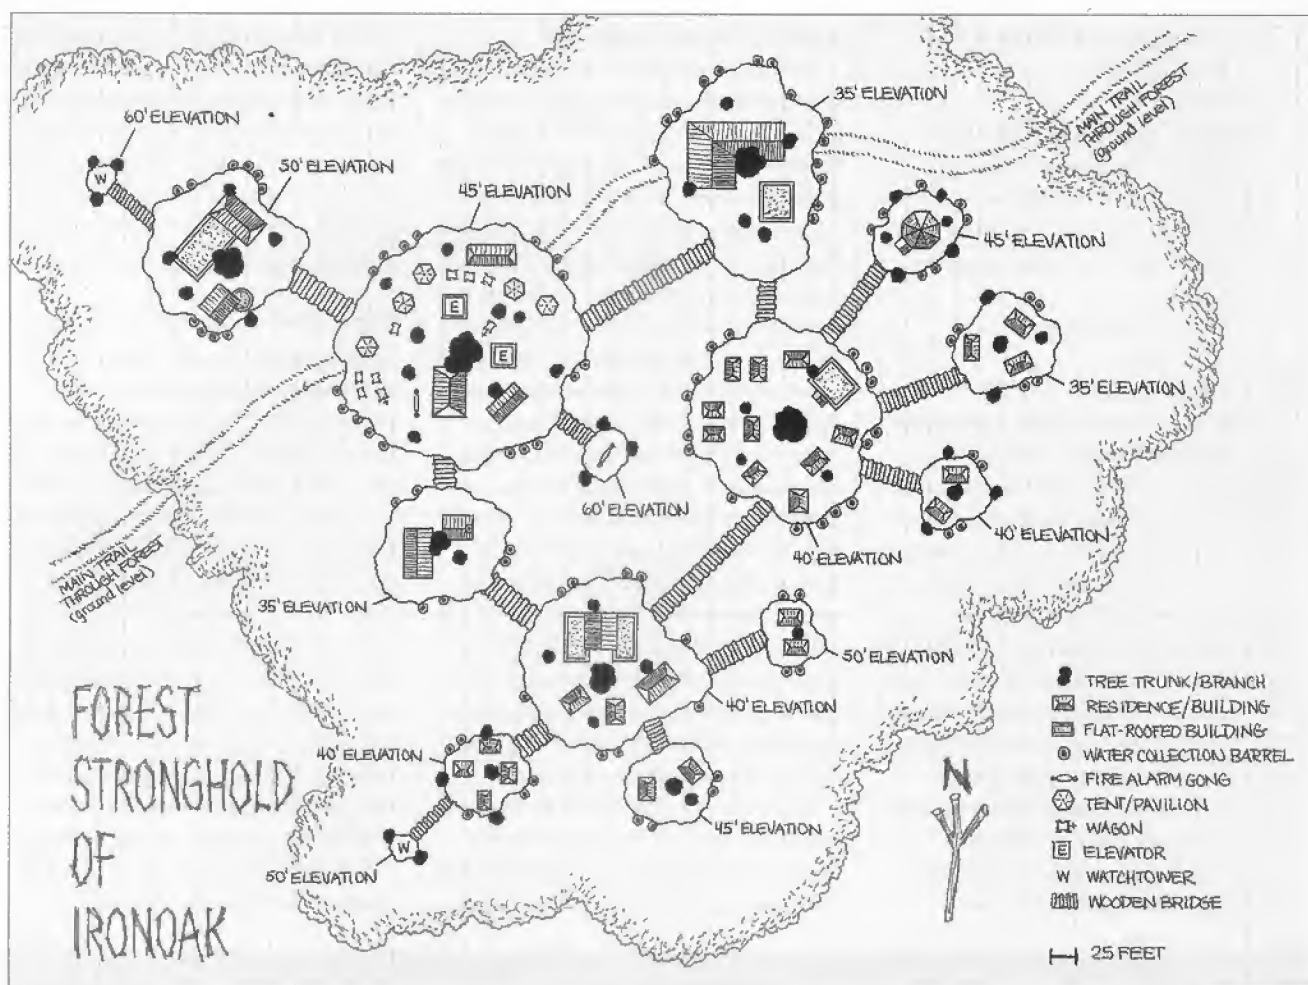 60' ELEVATION
50' ELEVATION
45' ELEVATION
35' ELEVATION
MAIN TRAIL
THROUGH FOREST
(ground level)
W
45' ELEVATION
E
E
35' ELEVATION
60' ELEVATION
40' ELEVATION
40' ELEVATION
MAIN TRAIL
THROUGH FOREST
(ground level)
35' ELEVATION
50' ELEVATION
40' ELEVATION
40' ELEVATION
45' ELEVATION
W
50' ELEVATION
FOREST
STRONGHOLD
OF
IRONOAK
N
TREE TRUNK/BRANCH
RESIDENCE/BUILDING
FLAT-ROOFED BUILDING
WATER COLLECTION BARREL
FIRE ALARM GONG
TENT/PAVILION
WAGON
E ELEVATOR
W WATCHTOWER
WOODEN BRIDGE
25 FEET